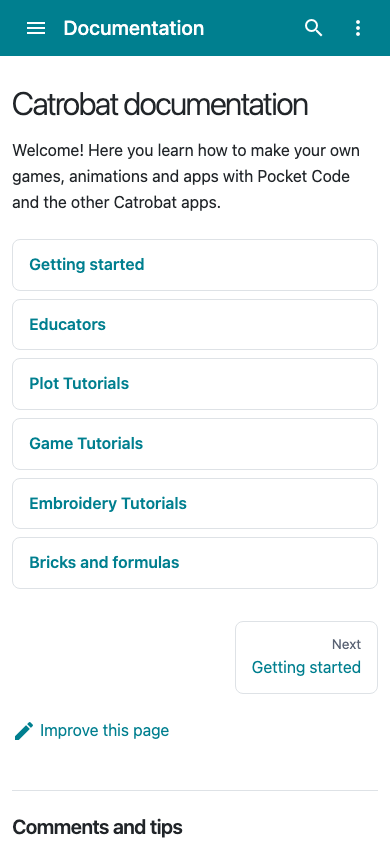 Documentation
Catrobat documentation
Welcome! Here you learn how to make your own
games, animations and apps with Pocket Code
and the other Catrobat apps.
Getting started
Educators
Plot Tutorials
Game Tutorials
Embroidery Tutorials
Bricks and formulas
Next
Getting started
Improve this page
Comments and tips